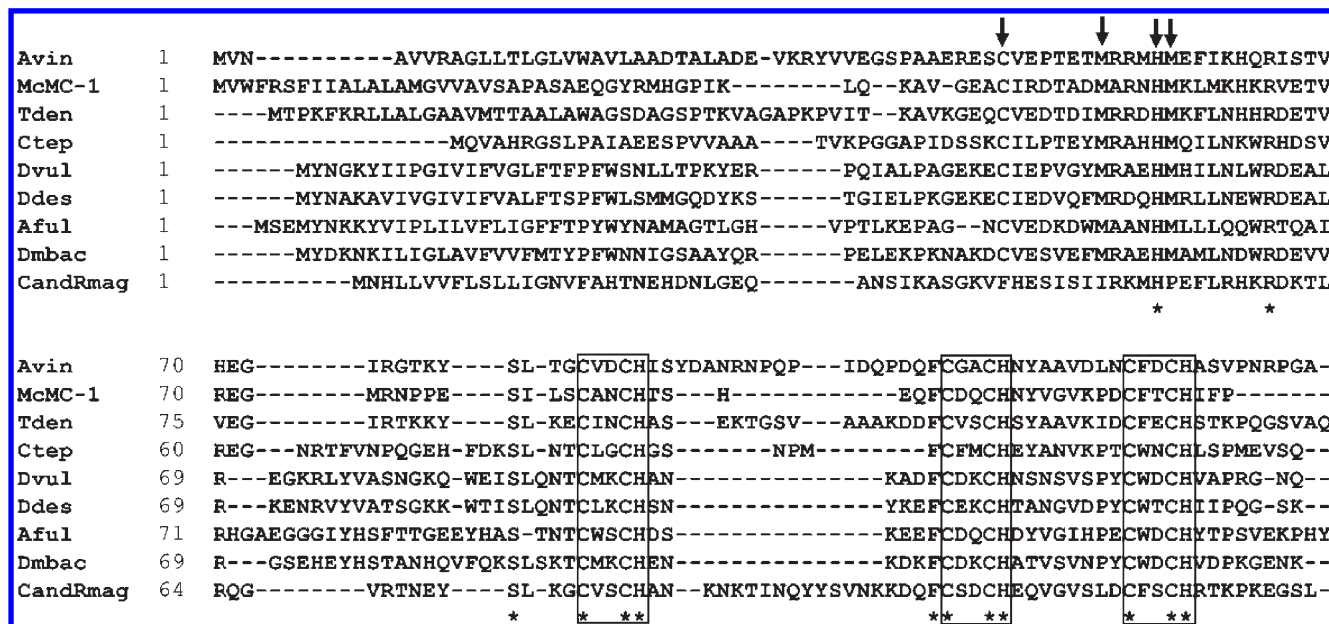 Avin 1 MVN----------AVVRAGLLTLGLVWAVLAADTALADE-VKRYVVEGSPAAERESCVEPTETMRRMHMEFIKHQRISTV
McMC-1 1 MVWFRSFIIALALAMGVVAVSAPASAEQGYRMHGPIK--------LQ--KAV-GEACIRDTADMARNHMKLMKHKRVETV
Tden 1 ----MTPKFKRLLALGAAVMTTAALAWAGSDAGSPTKVAGAPKPVIT--KAVKGEQCVEDTDIMRRDHMKFLNHHRDETV
Ctep 1 -----------------MQVAHRGSLPAIAEESPVVAAA----TVKPGGAPIDSSKCILPTEYMRAHHMQILNKWRHDSV
Dvul 1 ------MYNGKYIIPGIVIFVGLFTFPFWSNLLTPKYER------PQIALPAGEKECIEPVGYMRAEHMHILNLWRDEAL
Ddes 1 ------MYNAKAVIVGIVIFVALFTSPFWLSMMGQDYKS------TGIELPKGEKECIEDVQFMRDQHMRLLNEWRDEAL
Aful 1 ---MSEMYNKKYVIPLILVFLIGFFTPYWYNAMAGTLGH------VPTLKEPAG--NCVEDKDWMAANHMLLLQQWRTQAI
Dmbac 1 ------MYDKNKILIGLAVFVVFMTYPFWNNIGSAAYQR------PELEKPKNAKDCVESVEFMRAEHMAMLNDWRDEVV
CandRmag 1 ----------MNHLLVVFLSLLIGNVFAHTNEHDNLGEQ-------ANSIKASGKVFHESISIIRKMHPEFLRHKRDKTL
* *
Avin 70 HEG--------IRGTKY----SL-TGCVDCHISYDANRNPQP---IDQPDQFCGACHNYAAVDLNCFDCHASVPNRPGA-
McMC-1 70 REG--------MRNPPE----SI-LSCANCHTS---H------------EQFCDQCHNYVGVKPDCFTCHIFP-------
Tden 75 VEG--------IRTKKY----SL-KECINCHAS---EKTGSV--AAAKDDFCVSCHSYAAVKIDCFECHSTKPQGSVAQ
Ctep 60 REG---NRTFVNPQGEH-FDKSL-NTCLGCHGS-------NPM--------FCFMCHEYANVKPTCWNCHLSPMEVSQ--
Dvul 69 R---EGKRLYVASNGKQ-WEISLQNTCMKCHAN---------------KADFCDKCHNSNSVSPYCWDCHVAPRG-NQ--
Ddes 69 R---KENRVYVATSGKK-WTISLQNTCLKCHSN---------------YKEFCEKCHTANGVDPYCWTCHIIPQG-SK--
Aful 71 RHGAEGGGIYHSFTTGEEYHAS-TNTCWSCHDS---------------KEEFCDQCHDYVGIHPECWDCHYTPSVEKPHY
Dmbac 69 R---GSEHEYHSTANHQVFQKSLSKTCMKCHEN---------------KDKFCDKCHATVSVNPYCWDCHVDPKGENK--
CandRmag 64 RQG--------VRTNEY----SL-KGCVSCHAN--KNKTINQYYSVNKKDQFCSDCHEQVGVSLDCFSCHRTKPKEGSL-
* * ** ** ** * **